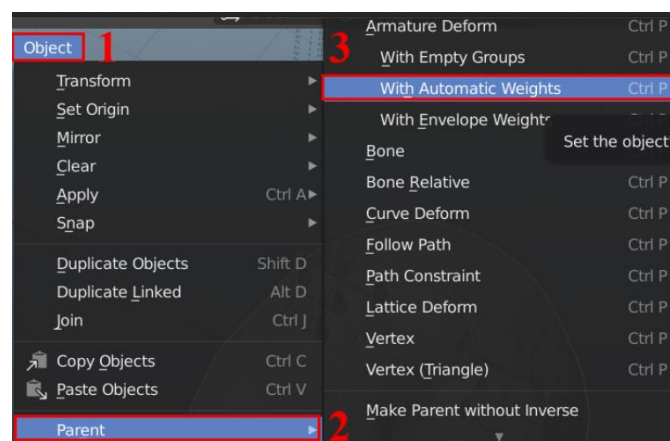 Object 1
Transform
Set Origin
Mirror
Clear
Apply Ctrl A
Snap
Duplicate Objects Shift D
Duplicate Linked Alt D
Join Ctrl J
Copy Objects Ctrl C
Paste Objects Ctrl V
Parent 2
3
Armature Deform Ctrl P
With Empty Groups Ctrl P
With Automatic Weights Ctrl P
With Envelope Weights
Set the object
Bone
Bone Relative Ctrl P
Curve Deform Ctrl P
Follow Path Ctrl P
Path Constraint Ctrl P
Lattice Deform Ctrl P
Vertex Ctrl P
Vertex (Triangle) Ctrl P
Make Parent without Inverse